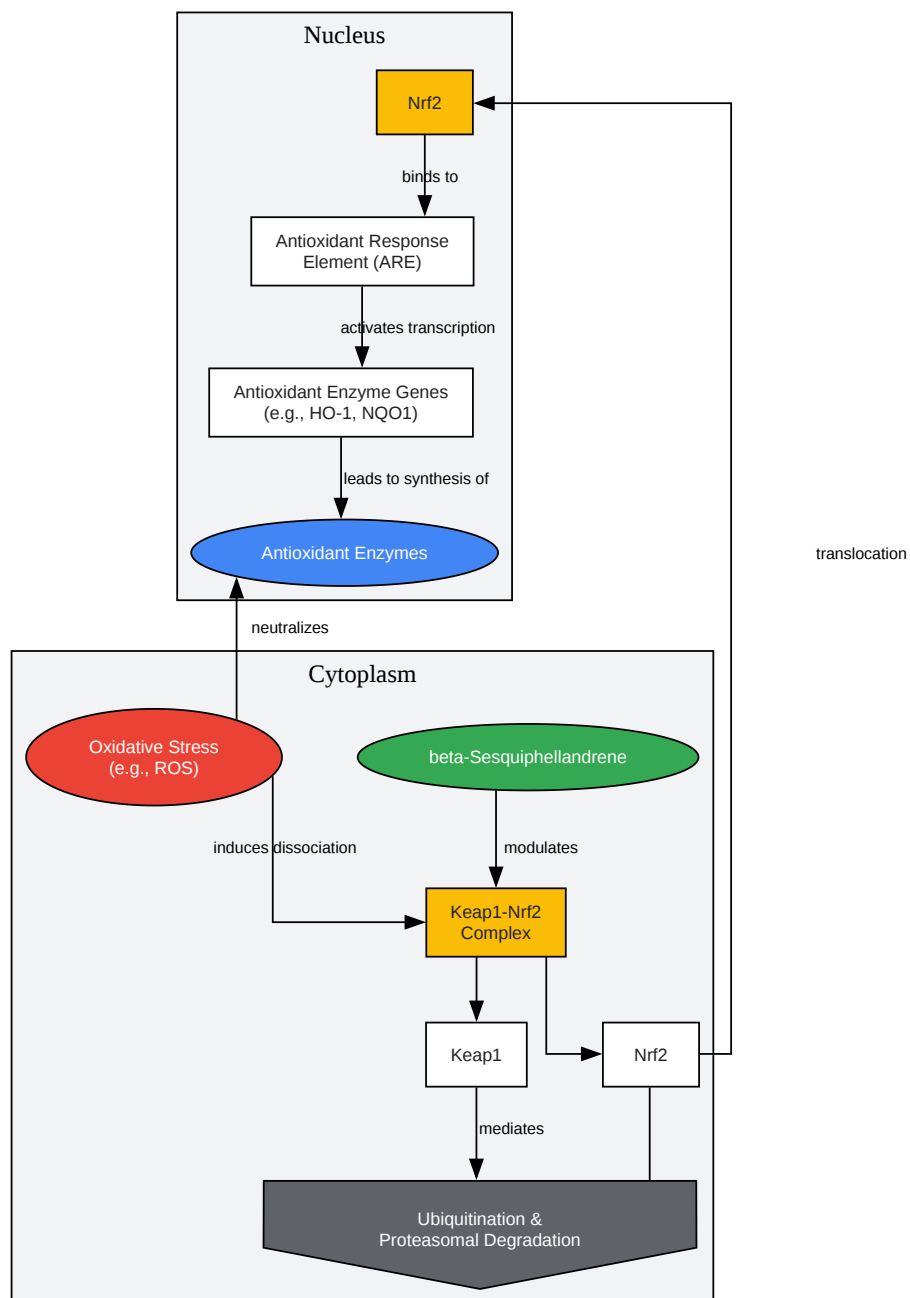 Nucleus
Nrf2
binds to
Antioxidant Response
Element (ARE)
activates transcription
Antioxidant Enzyme Genes
(e.g., HO-1, NQO1)
leads to synthesis of
Antioxidant Enzymes
translocation
neutralizes
Cytoplasm
Oxidative Stress
(e.g., ROS)
beta-Sesquiphellandrene
induces dissociation
modulates
Keap1-Nrf2
Complex
Keap1
Nrf2
mediates
Ubiquitination &
Proteasomal Degradation